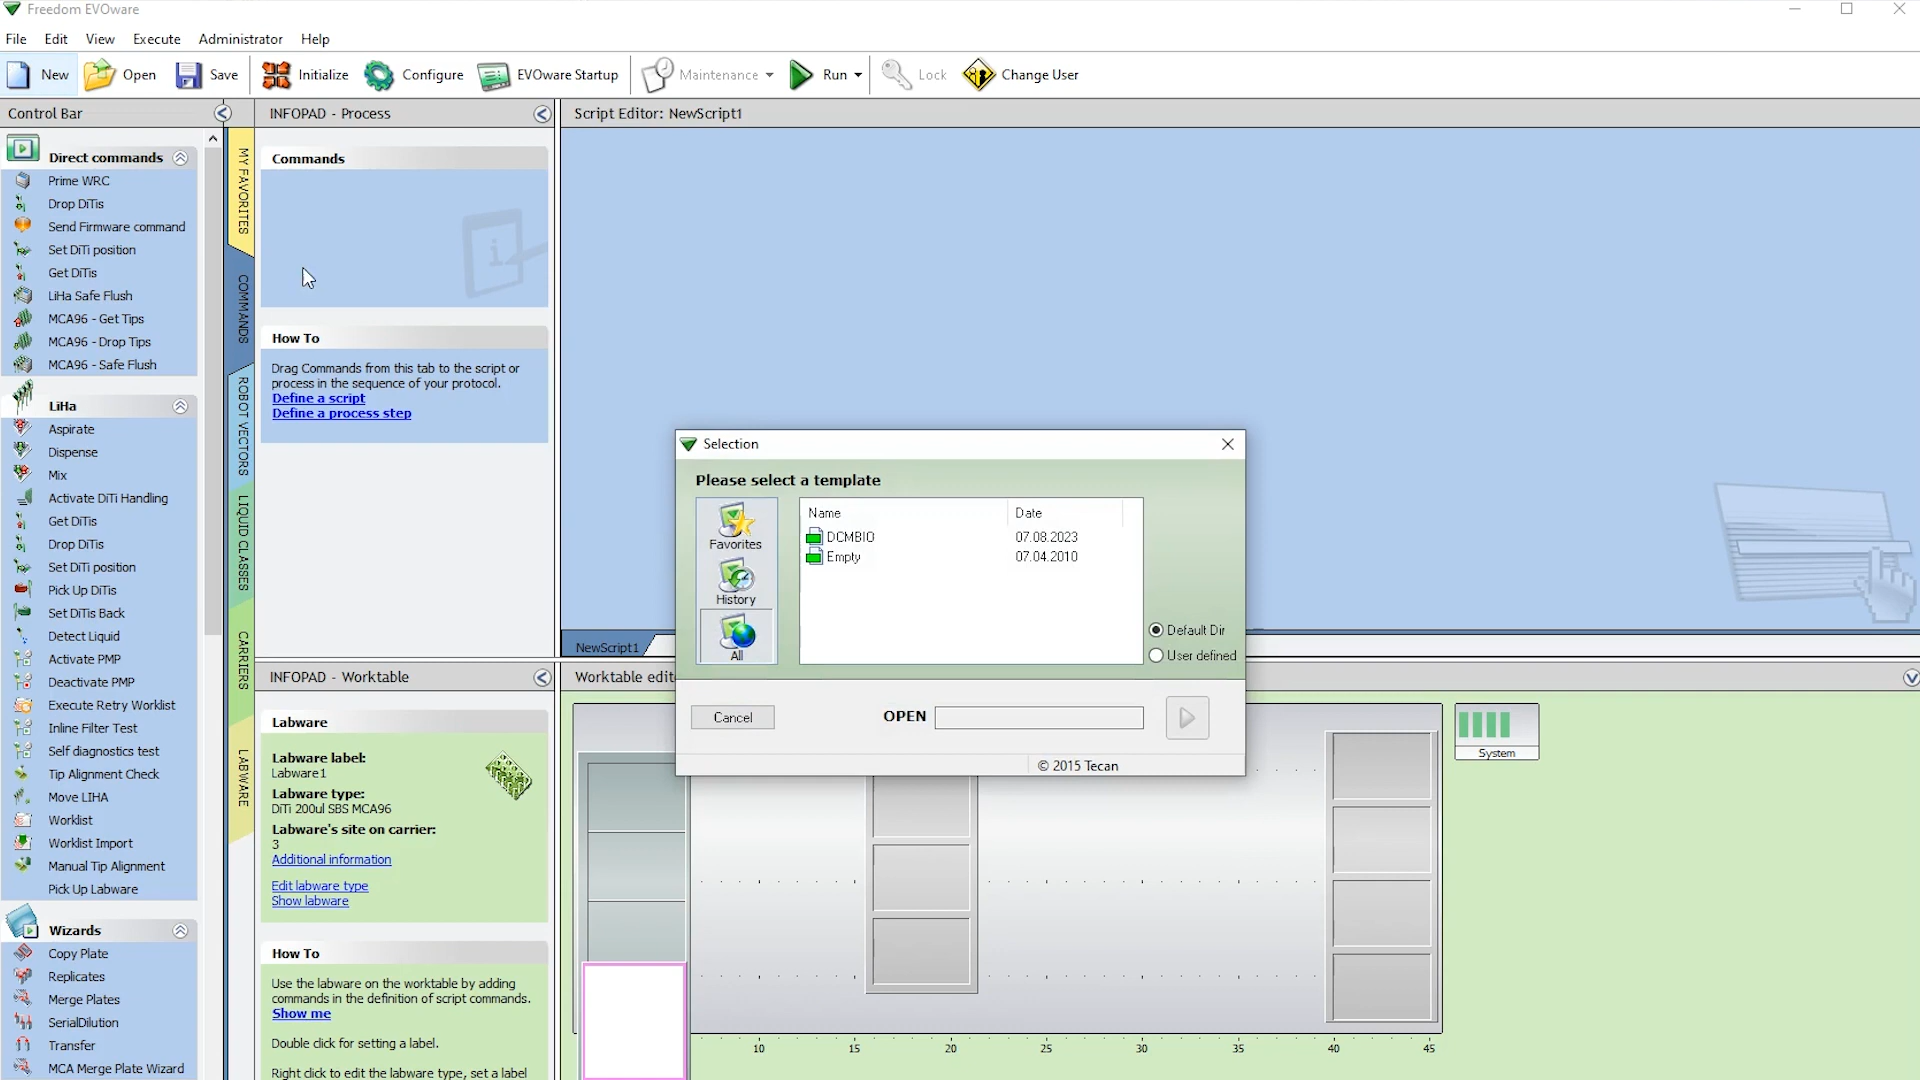 Freedom EVOware
File Edit View Execute Administrator Help
New Open Save Initialize Configure EVOware Startup Maintenance Run Lock Change User
Control Bar
Direct commands
Prime WRC
Drop DiTis
Send Firmware command
Set DiTi position
Get DiTis
LiHa Safe Flush
MCA96 - Get Tips
MCA96 - Drop Tips
MCA96 - Safe Flush
LiHa
Aspirate
Dispense
Mix
Activate DiTi Handling
Get DiTis
Drop DiTis
Set DiTi position
Pick Up DiTis
Set DiTis Back
Detect Liquid
Activate PMP
Deactivate PMP
Execute Retry Worklist
Inline Filter Test
Self diagnostics test
Tip Alignment Check
Move LIHA
Worklist
Worklist Import
Manual Tip Alignment
Pick Up Labware
Wizards
Copy Plate
Replicates
Merge Plates
SerialDilution
Transfer
MCA Merge Plate Wizard
MY FAVORITES
COMMANDS
ROBOT VECTORS
LIQUID CLASSES
CARRIERS
LABWARE
INFOPAD - Process
Commands
How To
Drag Commands from this tab to the script or
process in the sequence of your protocol.
Define a script
Define a process step
INFOPAD - Worktable
Labware
Labware label:
Labware1
Labware type:
DiTi 200ul SBS MCA96
Labware's site on carrier:
3
Additional information
Edit labware type
Show labware
How To
Use the labware on the worktable by adding
commands in the definition of script commands.
Show me
Double click for setting a label.
Right click to edit the labware type, set a label
Script Editor: NewScript1
NewScript1
Worktable edit
Selection
Please select a template
Favorites
History
All
Name Date
DCMBIO 07.08.2023
Empty 07.04.2010
Default Dir
User defined
Cancel OPEN
© 2015 Tecan
System
10 15 20 25 30 35 40 45